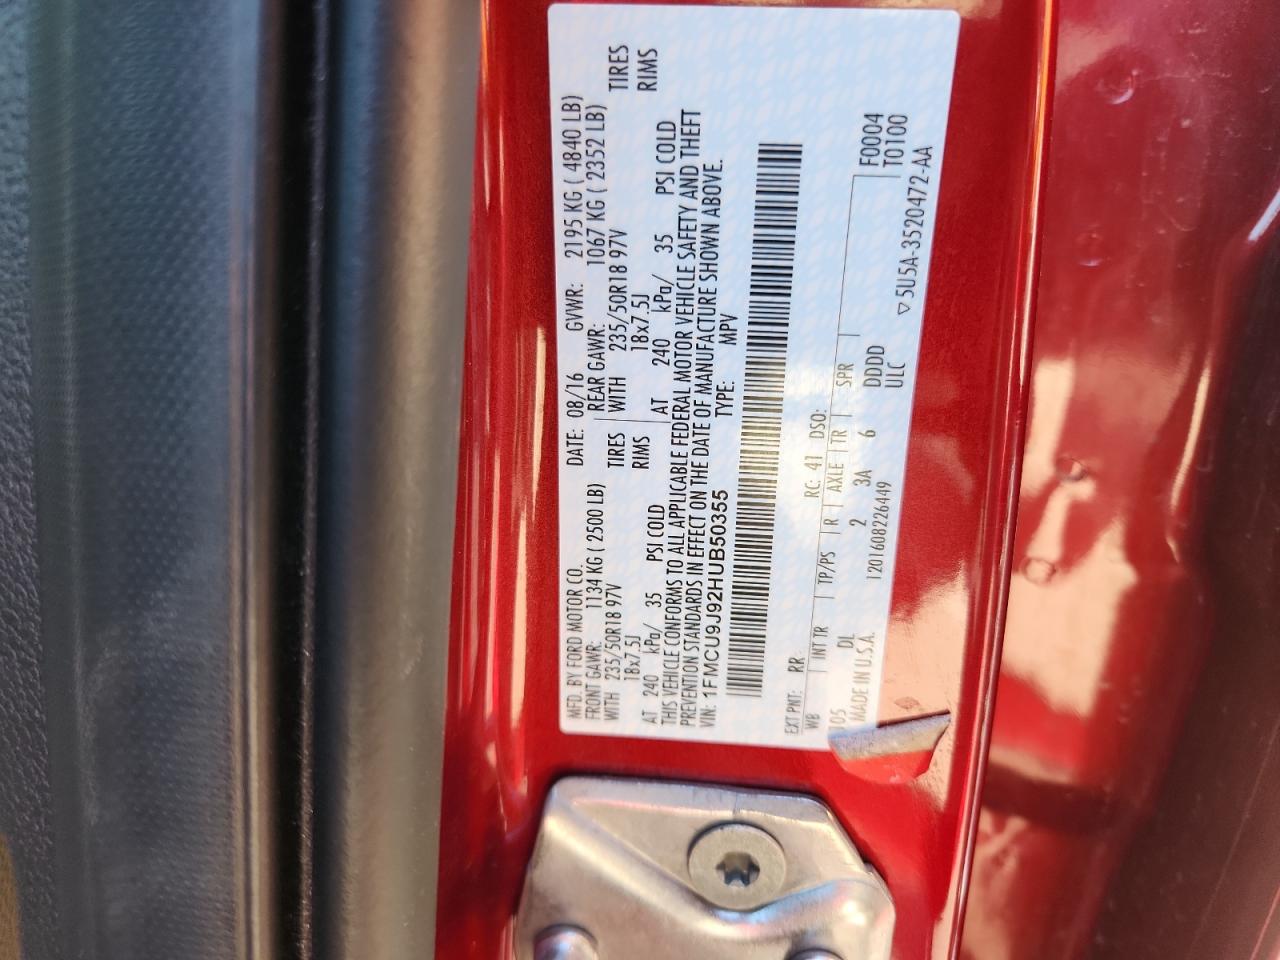 MFD. BY FORD MOTOR CO. DATE: 08/16 GVWR: 2195 KG ( 4840 LB)
FRONT GAWR: 1134 KG ( 2500 LB) REAR GAWR: 1067 KG ( 2352 LB)
WITH 235/50R18 97V TIRES WITH 235/50R18 97V TIRES
18x7.5J RIMS 18x7.5J RIMS
AT 240 kPa/ 35 PSI COLD AT 240 kPa/ 35 PSI COLD
THIS VEHICLE CONFORMS TO ALL APPLICABLE FEDERAL MOTOR VEHICLE SAFETY AND THEFT
PREVENTION STANDARDS IN EFFECT ON THE DATE OF MANUFACTURE SHOWN ABOVE.
VIN: 1FMCU9J92HUB50355 TYPE: MPV
EXT PNT: RR RC: 41 DSO:
WB INT TR TP/PS R AXLE TR SPR F0004
105 DL 2 3A 6 DDDD T0100
MADE IN U.S.A. 1201608226449 ULC
▽5U5A-3520472-AA